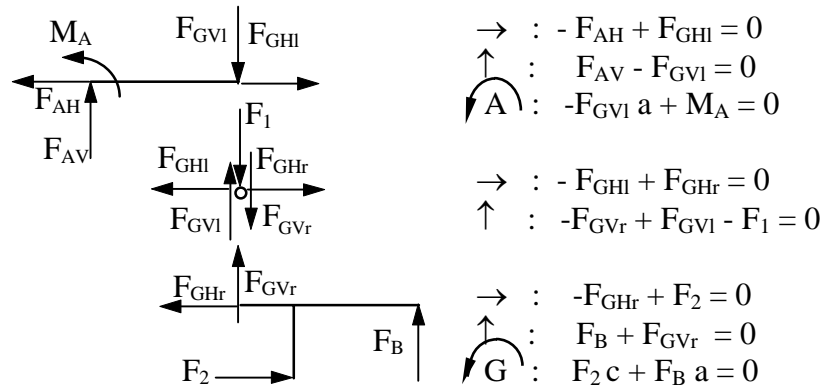 M_A F_GVl F_GHl → : - F_AH + F_GHl = 0
F_AH ↑ : F_AV - F_GVl = 0
F_AV F_1 A : -F_GVl a + M_A = 0
F_GHl F_GHr → : - F_GHl + F_GHr = 0
F_GVl F_GVr ↑ : -F_GVr + F_GVl - F_1 = 0
F_GHr F_GVr → : -F_GHr + F_2 = 0
F_B ↑ : F_B + F_GVr = 0
F_2 G : F_2 c + F_B a = 0